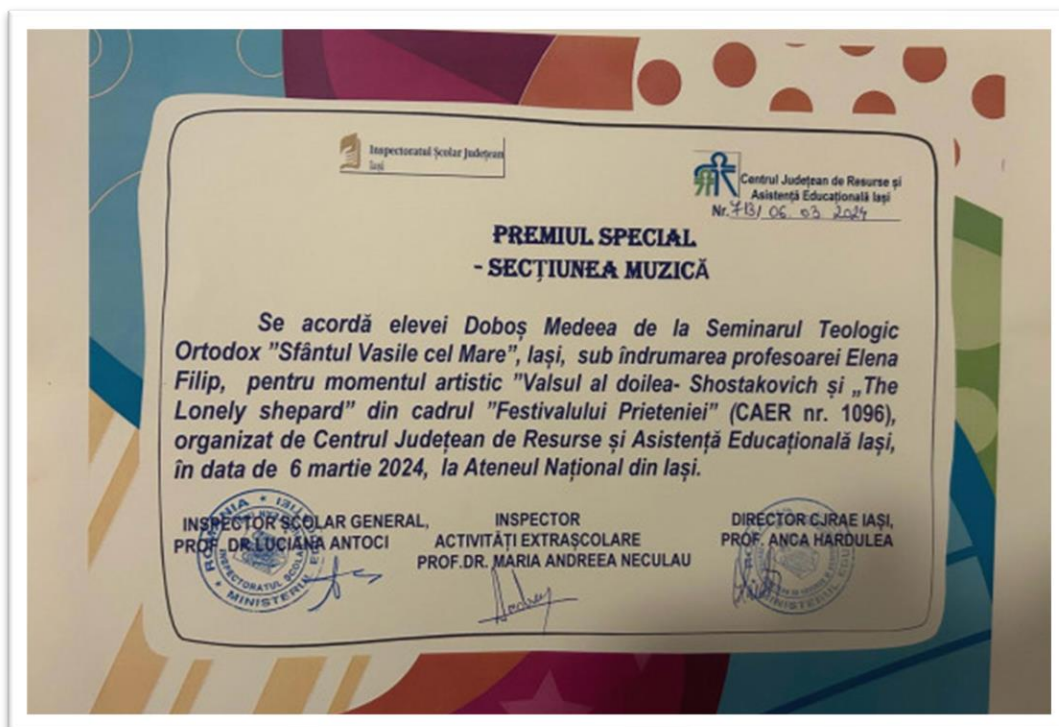 Inspectoratul Școlar Județean
Iași
Centrul Județean de Resurse și
Asistență Educațională Iași
Nr. 713/ 06 03 2024
PREMIUL SPECIAL
- SECȚIUNEA MUZICĂ
Se acordă elevei Doboș Medeea de la Seminarul Teologic
Ortodox ”Sfântul Vasile cel Mare”, Iași, sub îndrumarea profesoarei Elena
Filip, pentru momentul artistic ”Valsul al doilea- Shostakovich și „The
Lonely shepard” din cadrul ”Festivalului Prieteniei” (CAER nr. 1096),
organizat de Centrul Județean de Resurse și Asistență Educațională Iași,
în data de 6 martie 2024, la Ateneul Național din Iași.
INSPECTOR ȘCOLAR GENERAL,
PROF. DR.LUCIANA ANTOCI
INSPECTOR
ACTIVITĂȚI EXTRAȘCOLARE
PROF.DR. MARIA ANDREEA NECULAU
DIRECTOR CJRAE IAȘI,
PROF. ANCA HARDULEA
ROMÂNIA
INSPECTORATUL ȘCOLAR
MINISTERUL